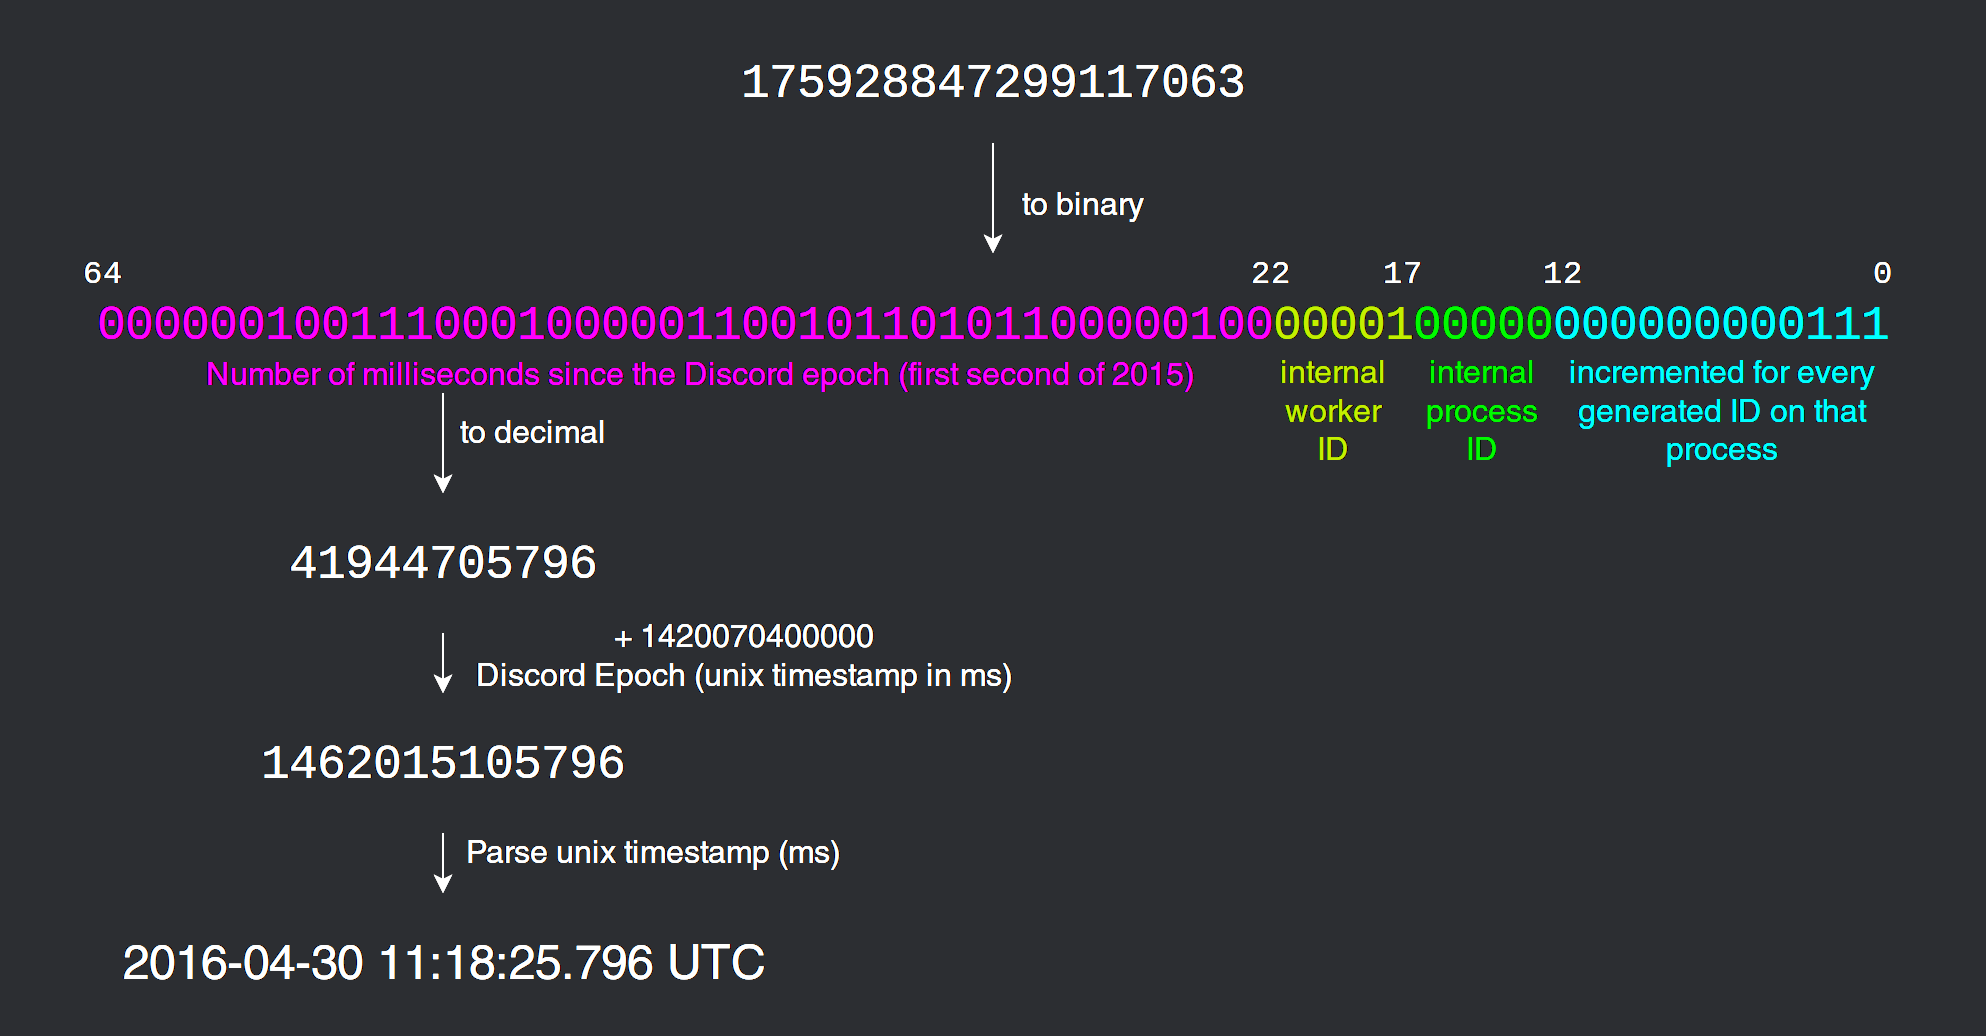 175928847299117063
to binary
64 22 17 12 0
0000001001110001000001100101101011000001000000100000000000000111
Number of milliseconds since the Discord epoch (first second of 2015)
internal worker ID
internal process ID
incremented for every generated ID on that process
to decimal
41944705796
+ 1420070400000
Discord Epoch (unix timestamp in ms)
1462015105796
Parse unix timestamp (ms)
2016-04-30 11:18:25.796 UTC